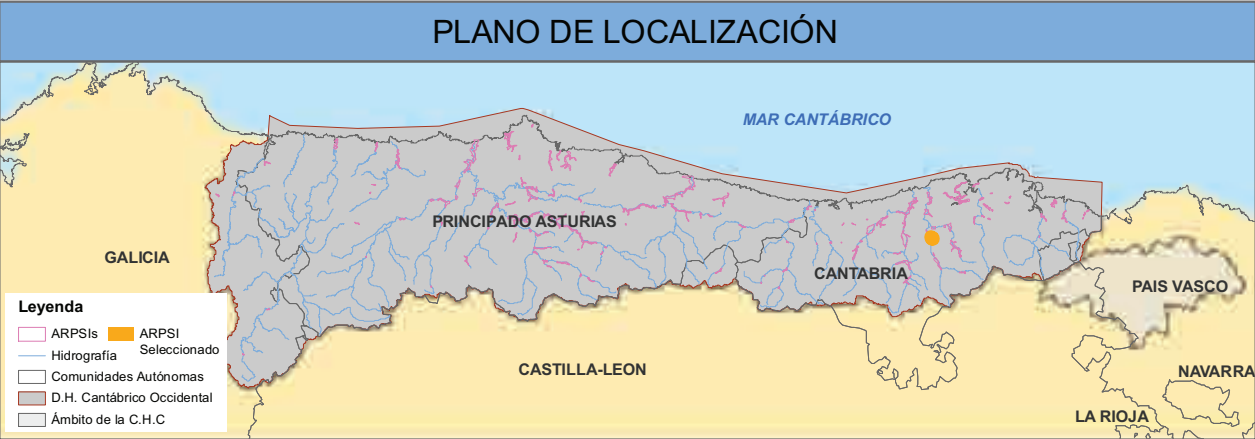 PLANO DE LOCALIZACIÓN
MAR CANTÁBRICO
PRINCIPADO ASTURIAS
GALICIA
CANTABRIA
PAIS VASCO
CASTILLA-LEON
NAVARRA
LA RIOJA
Leyenda
ARPSIs
ARPSI
Seleccionado
Hidrografía
Comunidades Autónomas
D.H. Cantábrico Occidental
Ámbito de la C.H.C